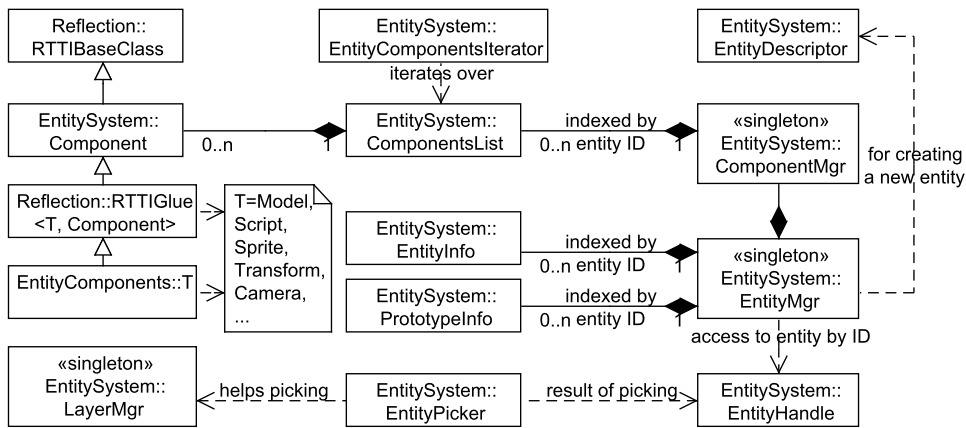 Reflection::
RTTIBaseClass
EntitySystem::
EntityComponentsIterator
EntitySystem::
EntityDescriptor
iterates over
EntitySystem::
Component
0..n
1
EntitySystem::
ComponentsList
indexed by
0..n entity ID
1
«singleton»
EntitySystem::
ComponentMgr
for creating
a new entity
Reflection::RTTIGlue
<T, Component>
T=Model,
Script,
Sprite,
Transform,
Camera,
...
EntitySystem::
EntityInfo
indexed by
0..n entity ID
1
«singleton»
EntitySystem::
EntityMgr
EntityComponents::T
EntitySystem::
PrototypeInfo
indexed by
0..n entity ID
1
access to entity by ID
«singleton»
EntitySystem::
LayerMgr
helps picking
EntitySystem::
EntityPicker
result of picking
EntitySystem::
EntityHandle